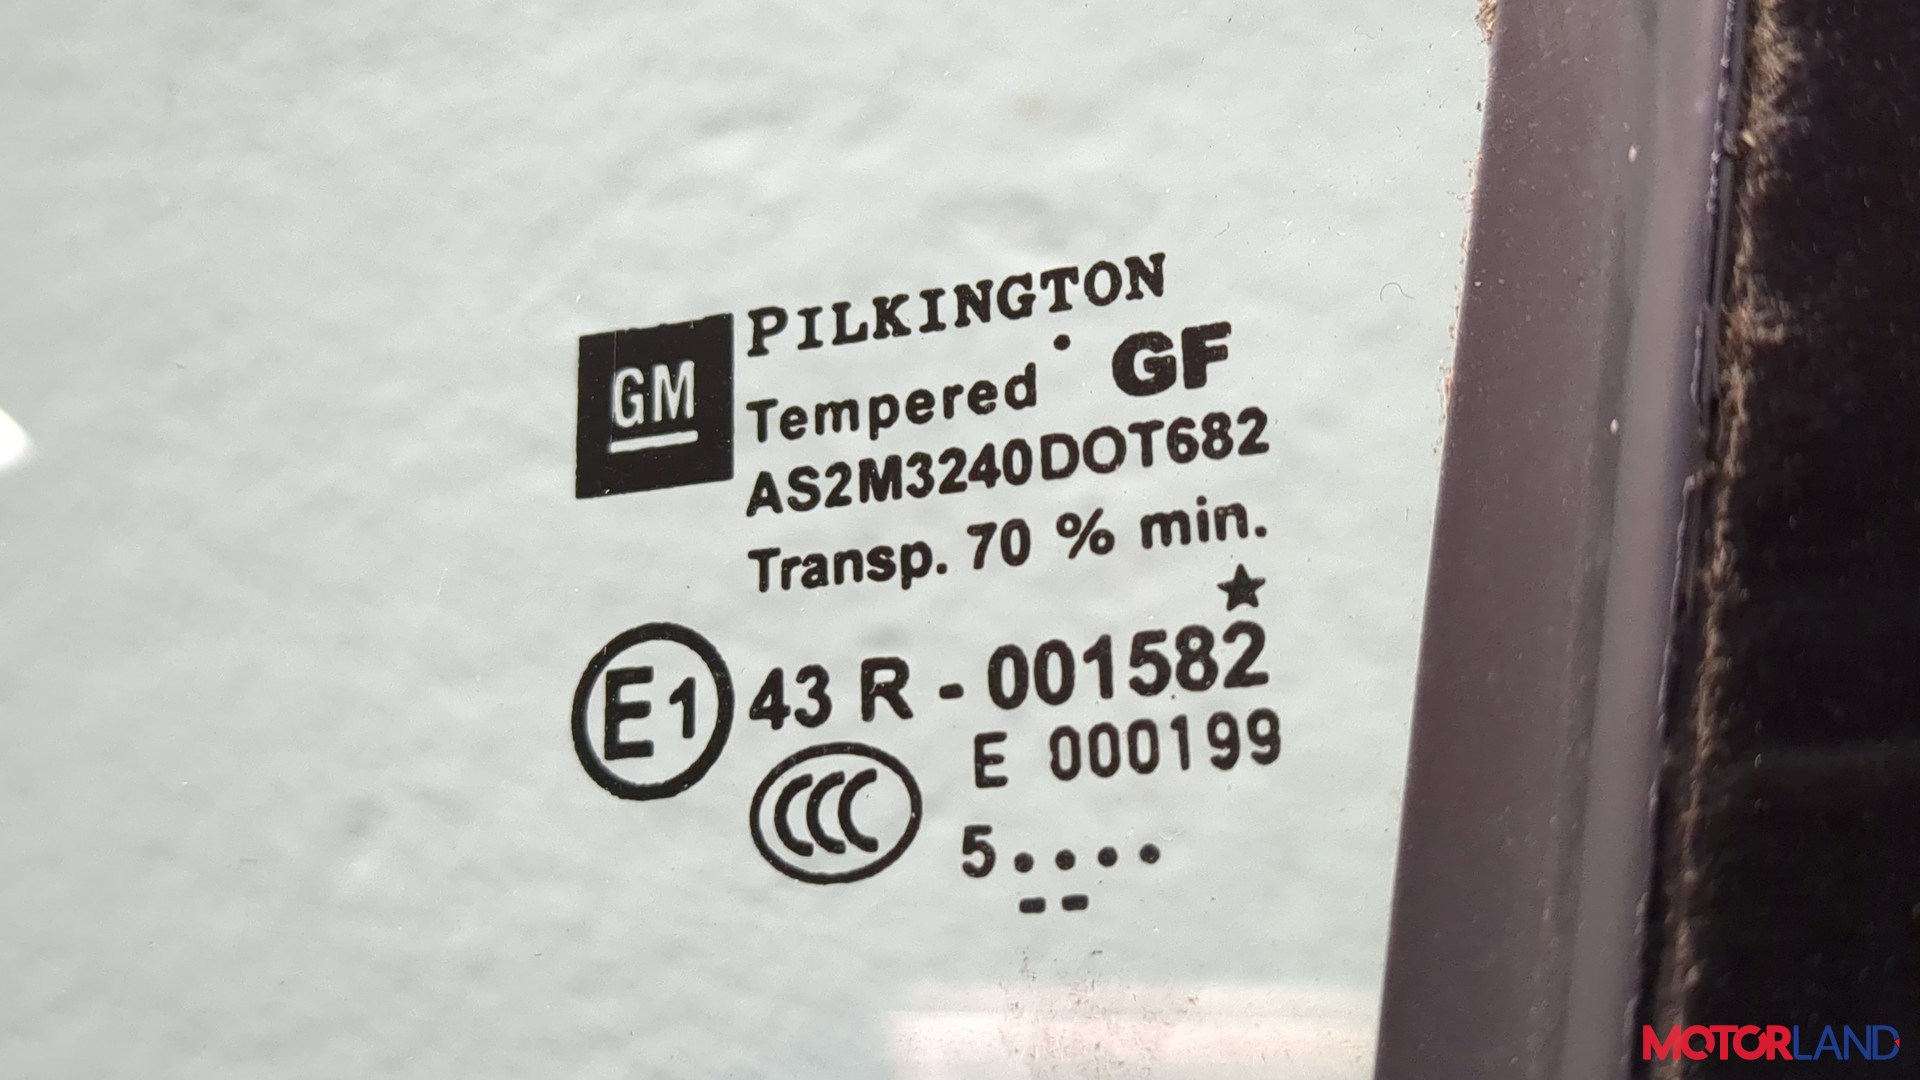 PILKINGTON
GM
Tempered GF
AS2M3240DOT682
Transp. 70 % min.
E1 43 R - 001582
CCC E 000199
5....
MOTORLAND